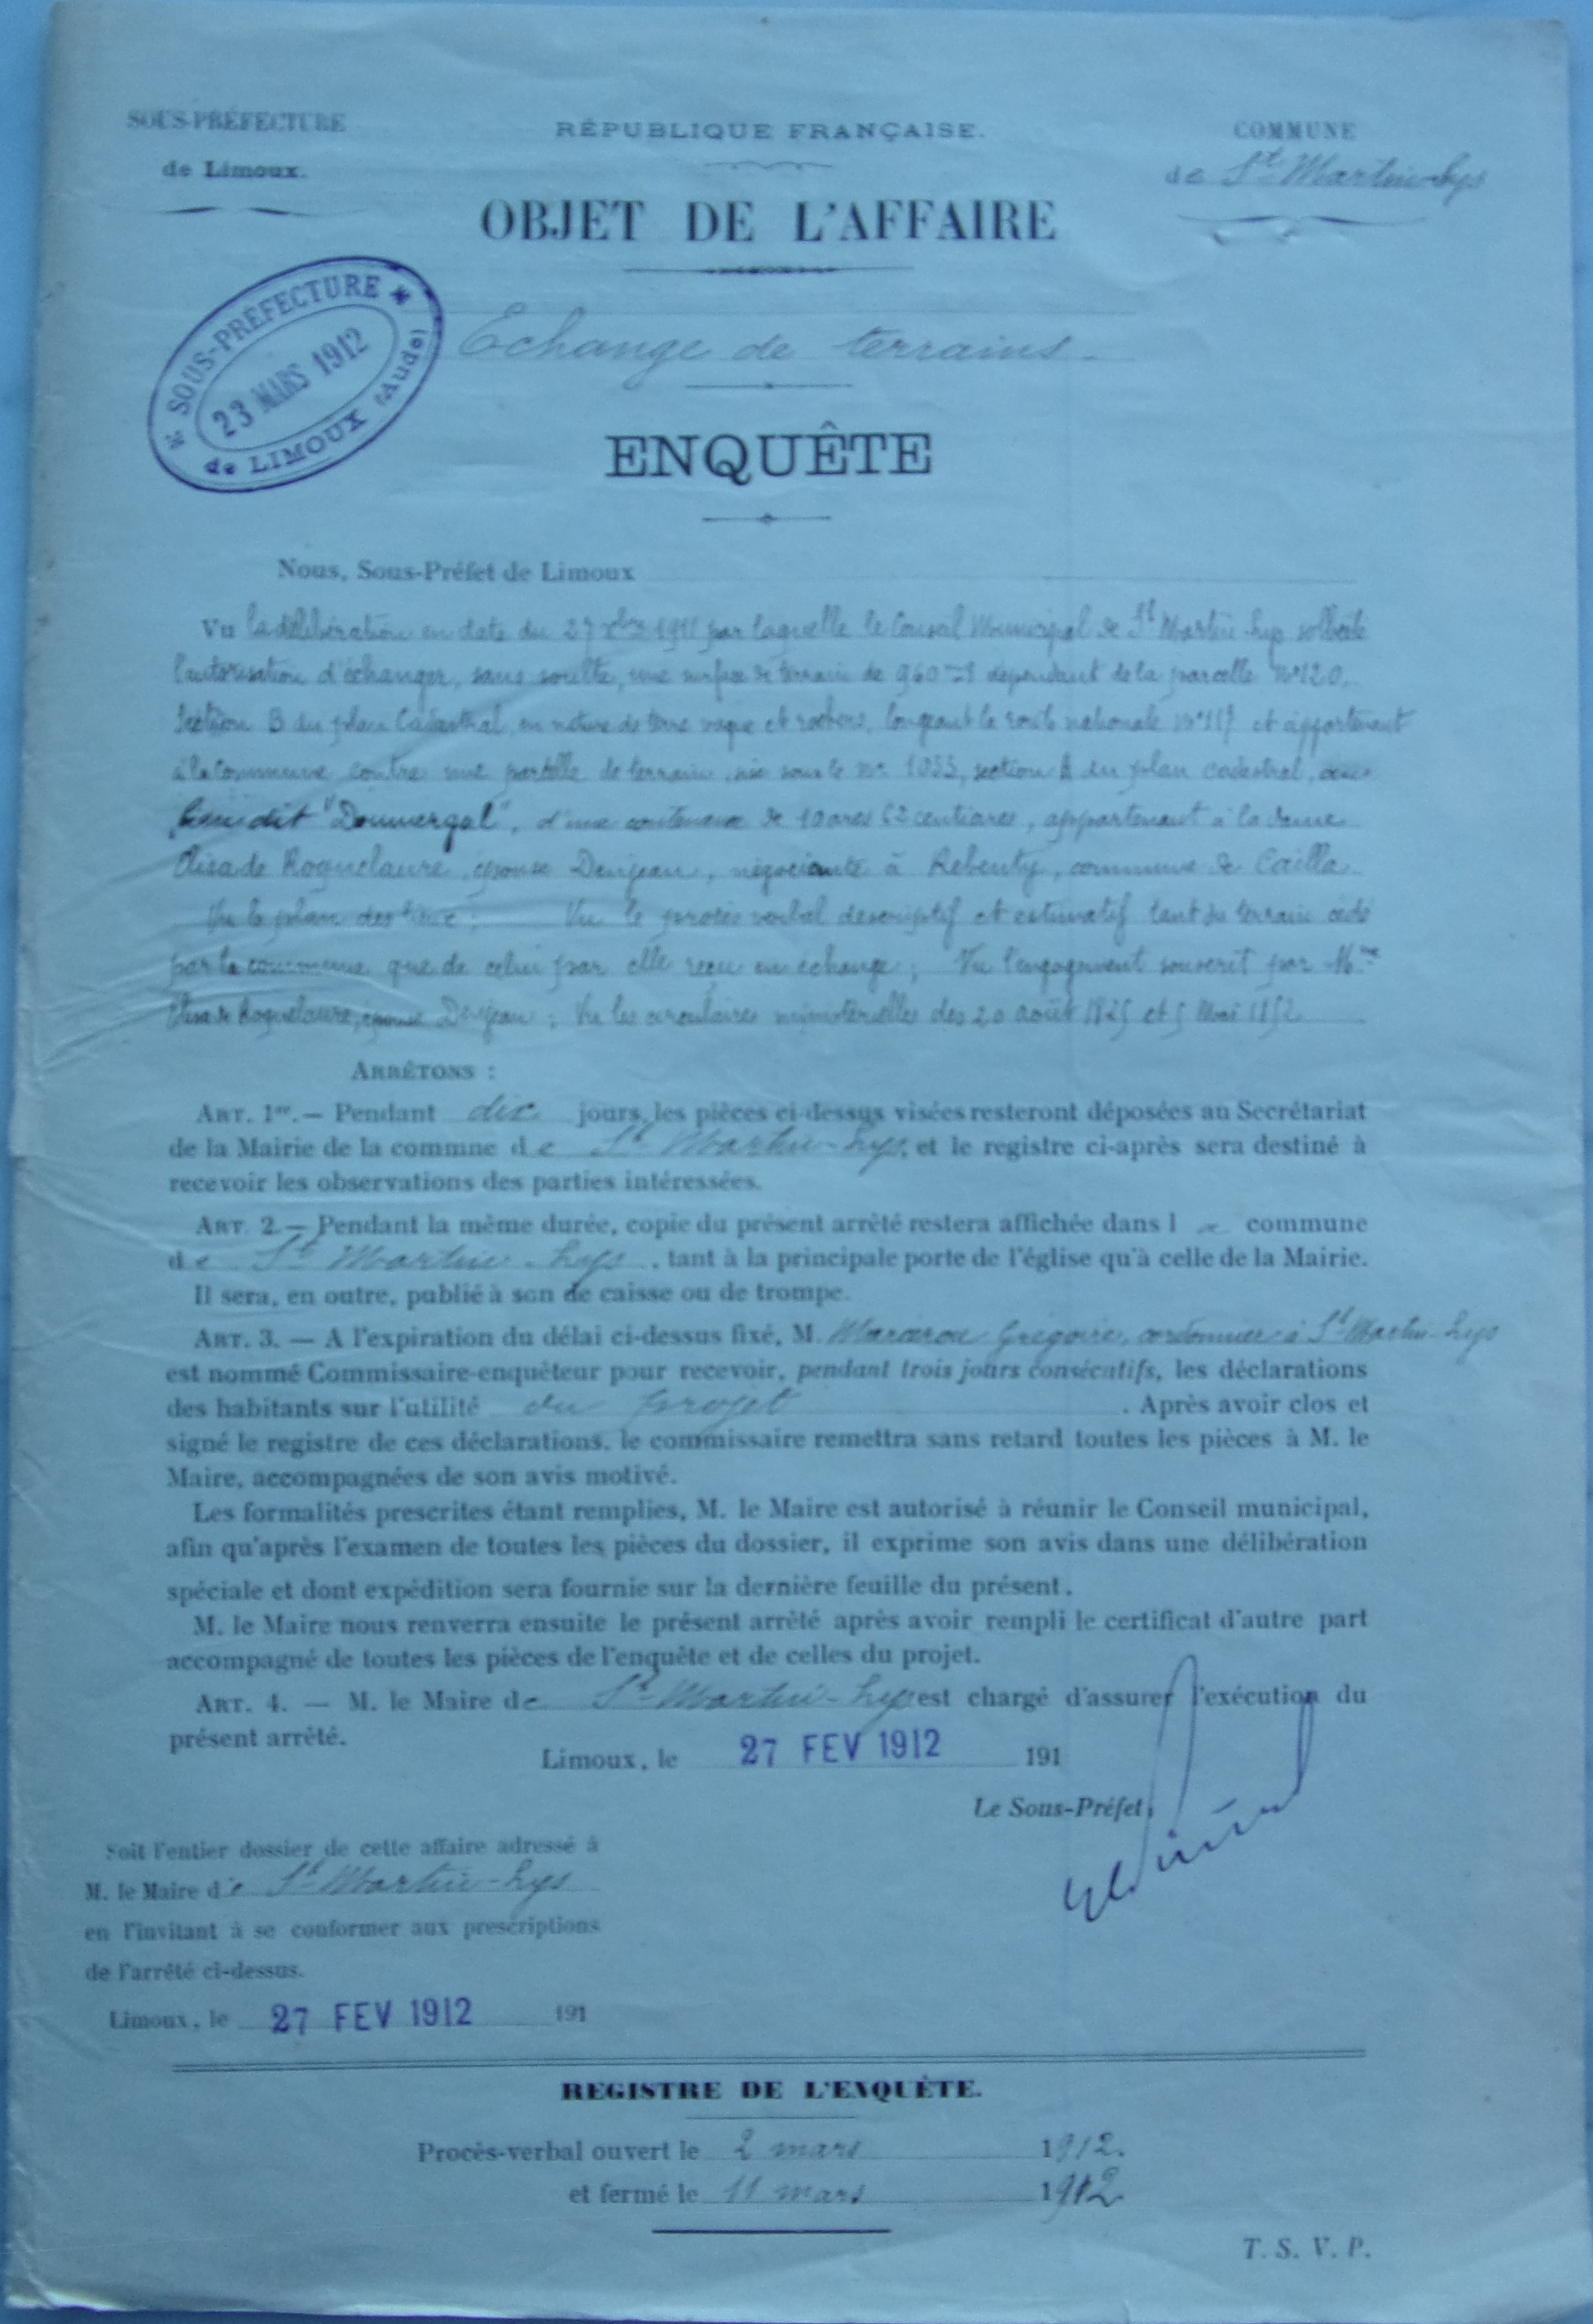 SOUS-PRÉFECTURE
de Limoux.
RÉPUBLIQUE FRANÇAISE.
COMMUNE
de St Martin-Lys
OBJET DE L'AFFAIRE
* SOUS-PRÉFECTURE *
23 MARS 1912
de LIMOUX (Aude)
Echange de terrains.
ENQUÊTE
Nous, Sous-Préfet de Limoux
Vu la délibération en date du 27 xbre 1911 par laquelle le Conseil Municipal de St Martin-Lys sollicite
l'autorisation d'échanger, sans soulte, une surface de terrain de 960 dépendant de la parcelle No 120,
Section B du plan Cadastral, en nature de terre vague et rochers, longeant la route nationale No 117 et appartenant
à la Commune contre une parcelle de terrain, sise sous le No 1033, section A du plan cadastral, au
lieu dit "Doumergal", d'une contenance de 10 ares 62 centiares, appartenant à la dame
Elisa de Roquelaure, épouse Denjean, négociante à Rebenty, commune de Cailla.
Vu le plan des lieux ; Vu le procès verbal descriptif et estimatif tant du terrain cédé
par la commune que de celui par elle reçu en échange ; Vu l'engagement souscrit par Mme
Elisa de Roquelaure, épouse Denjean ; Vu les circulaires ministérielles des 20 août 1825 et 5 Mai 1852
ARRÊTONS :
ART. 1er. — Pendant dix jours, les pièces ci-dessus visées resteront déposées au Secrétariat
de la Mairie de la commne de St Martin-Lys, et le registre ci-après sera destiné à
recevoir les observations des parties intéressées.
ART. 2. — Pendant la même durée, copie du présent arrêté restera affichée dans la commune
de St Martin-Lys, tant à la principale porte de l'église qu'à celle de la Mairie.
Il sera, en outre, publié à son de caisse ou de trompe.
ART. 3. — A l'expiration du délai ci-dessus fixé, M. Marcerou Grégoire, cordonnier à St Martin-Lys
est nommé Commissaire-enquêteur pour recevoir, pendant trois jours consécutifs, les déclarations
des habitants sur l'utilité du projet. Après avoir clos et
signé le registre de ces déclarations, le commissaire remettra sans retard toutes les pièces à M. le
Maire, accompagnées de son avis motivé.
Les formalités prescrites étant remplies, M. le Maire est autorisé à réunir le Conseil municipal,
afin qu'après l'examen de toutes les pièces du dossier, il exprime son avis dans une délibération
spéciale et dont expédition sera fournie sur la dernière feuille du présent.
M. le Maire nous renverra ensuite le présent arrêté après avoir rempli le certificat d'autre part
accompagné de toutes les pièces de l'enquête et de celles du projet.
ART. 4. — M. le Maire de St Martin-Lys est chargé d'assurer l'exécution du
présent arrêté.
Limoux, le 27 FEV 1912 191
Le Sous-Préfet,
Soit l'entier dossier de cette affaire adressé à
M. le Maire de St Martin-Lys
en l'invitant à se conformer aux prescriptions
de l'arrêté ci-dessus.
Limoux, le 27 FEV 1912 191
REGISTRE DE L'ENQUÊTE.
Procès-verbal ouvert le 2 mars 1912.
et fermé le 11 mars 1912.
T. S. V. P.